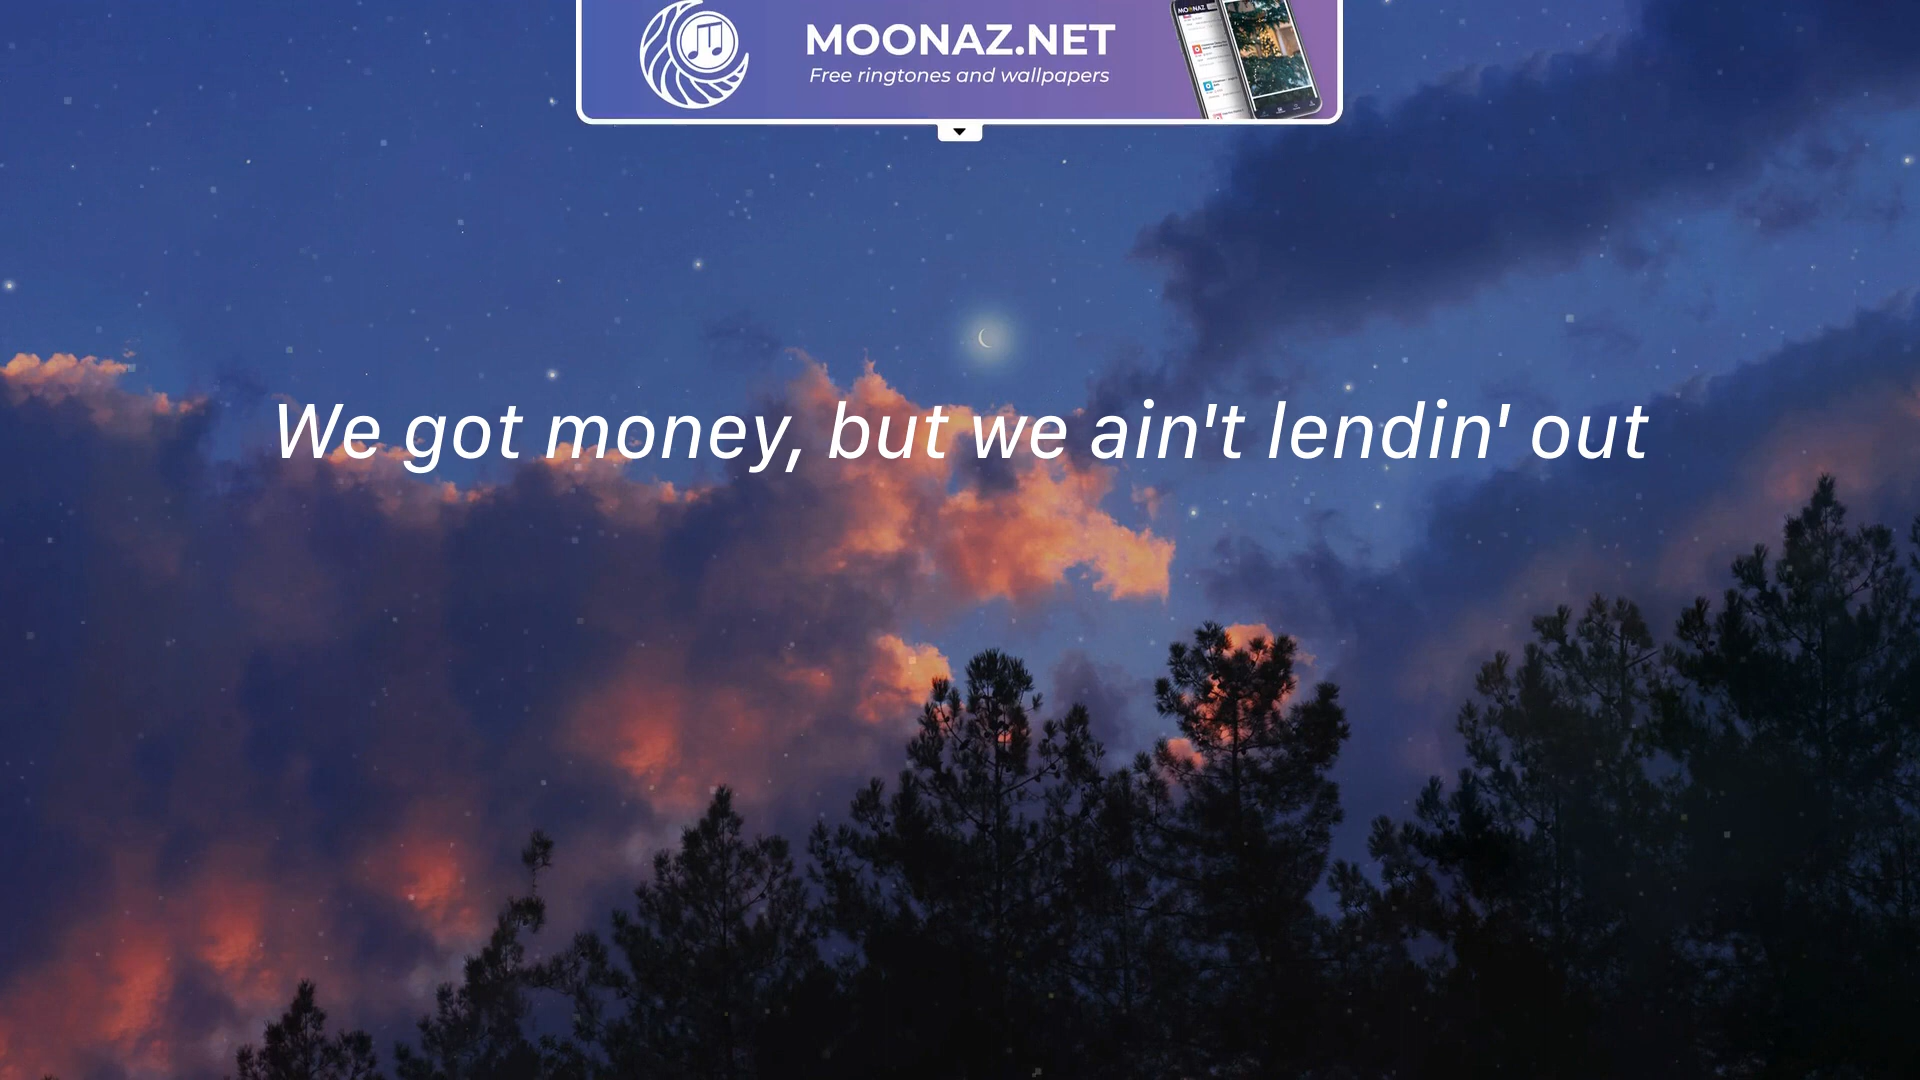 MOONAZ.NET
Free ringtones and wallpapers
We got money, but we ain't lendin' out